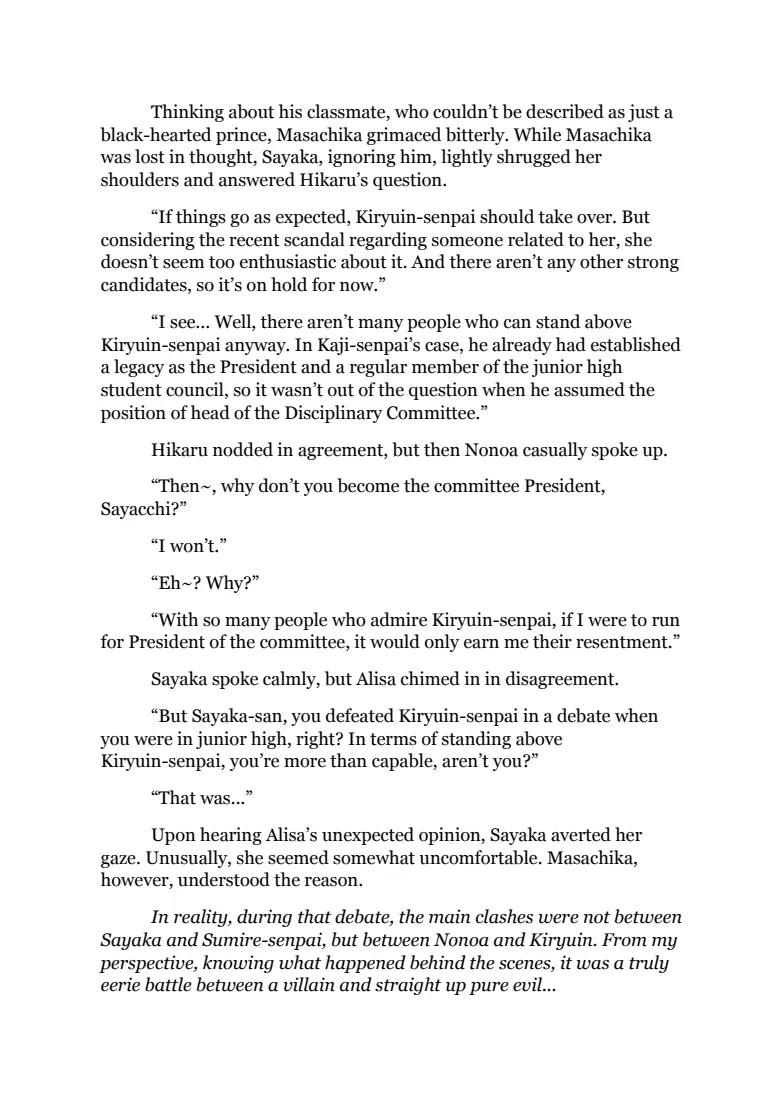 Thinking about his classmate, who couldn’t be described as just a
black-hearted prince, Masachika grimaced bitterly. While Masachika
was lost in thought, Sayaka, ignoring him, lightly shrugged her
shoulders and answered Hikaru’s question.
“If things go as expected, Kiryuin-senpai should take over. But
considering the recent scandal regarding someone related to her, she
doesn’t seem too enthusiastic about it. And there aren’t any other strong
candidates, so it’s on hold for now.”
“I see... Well, there aren’t many people who can stand above
Kiryuin-senpai anyway. In Kaji-senpai’s case, he already had established
a legacy as the President and a regular member of the junior high
student council, so it wasn’t out of the question when he assumed the
position of head of the Disciplinary Committee.”
Hikaru nodded in agreement, but then Nonoa casually spoke up.
“Then~, why don’t you become the committee President,
Sayacchi?”
“I won’t.”
“Eh~? Why?”
“With so many people who admire Kiryuin-senpai, if I were to run
for President of the committee, it would only earn me their resentment.”
Sayaka spoke calmly, but Alisa chimed in in disagreement.
“But Sayaka-san, you defeated Kiryuin-senpai in a debate when
you were in junior high, right? In terms of standing above
Kiryuin-senpai, you’re more than capable, aren’t you?”
“That was...”
Upon hearing Alisa’s unexpected opinion, Sayaka averted her
gaze. Unusually, she seemed somewhat uncomfortable. Masachika,
however, understood the reason.
In reality, during that debate, the main clashes were not between
Sayaka and Sumire-senpai, but between Nonoa and Kiryuin. From my
perspective, knowing what happened behind the scenes, it was a truly
eerie battle between a villain and straight up pure evil...